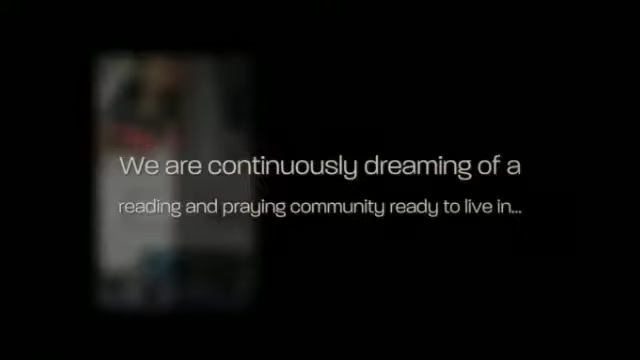 We are continuously dreaming of a
reading and praying community ready to live in...